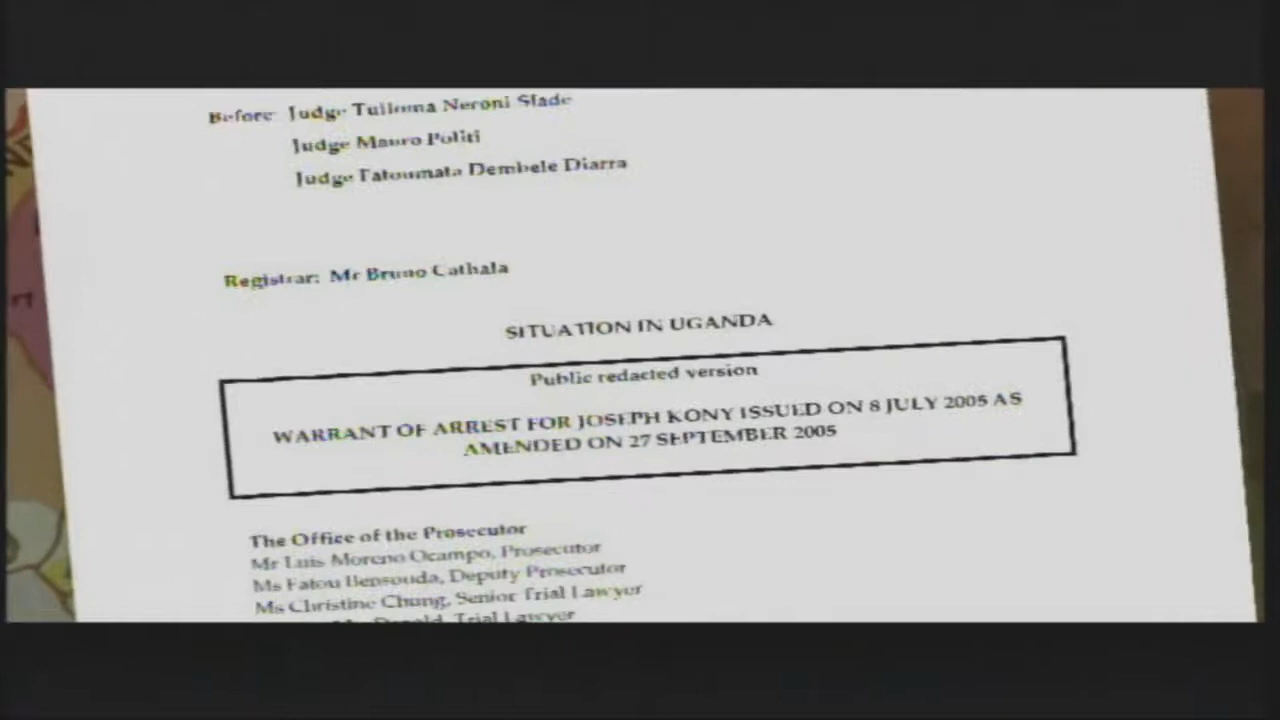 Before: Judge Tuiloma Neroni Slade
Judge Mauro Politi
Judge Fatoumata Dembele Diarra
Registrar: Mr Bruno Cathala
SITUATION IN UGANDA
Public redacted version
WARRANT OF ARREST FOR JOSEPH KONY ISSUED ON 8 JULY 2005 AS
AMENDED ON 27 SEPTEMBER 2005
The Office of the Prosecutor
Mr Luis Moreno Ocampo, Prosecutor
Ms Fatou Bensouda, Deputy Prosecutor
Ms Christine Chung, Senior Trial Lawyer
Trial Lawyer